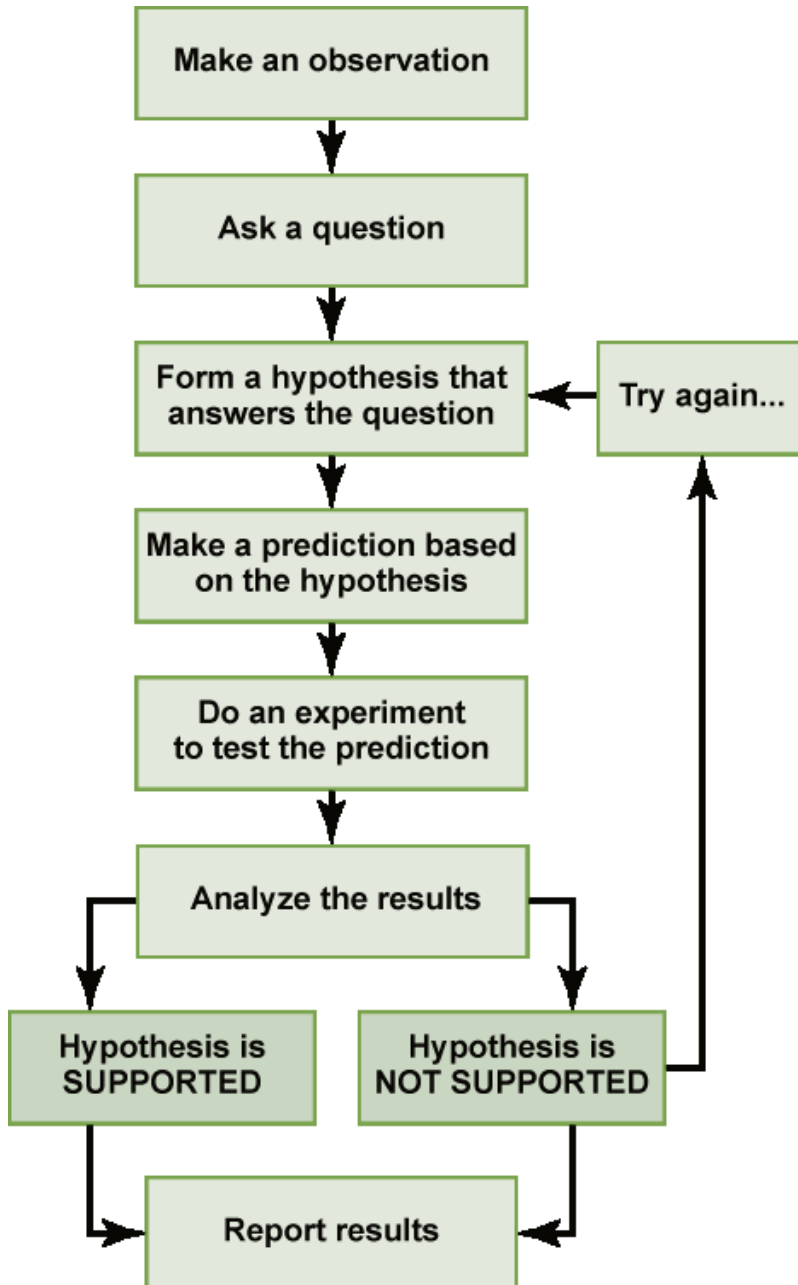 Make an observation
Ask a question
Form a hypothesis that
answers the question
Try again...
Make a prediction based
on the hypothesis
Do an experiment
to test the prediction
Analyze the results
Hypothesis is
SUPPORTED
Hypothesis is
NOT SUPPORTED
Report results